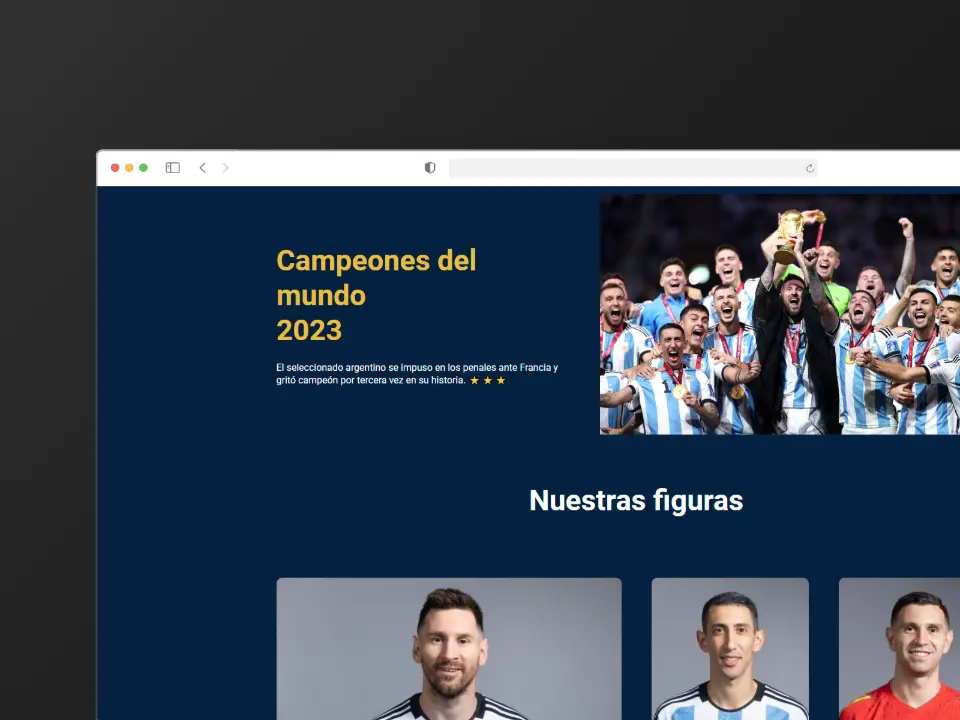 Campeones del
mundo
2023
El seleccionado argentino se impuso en los penales ante Francia y
gritó campeón por tercera vez en su historia. ★ ★ ★
Nuestras figuras